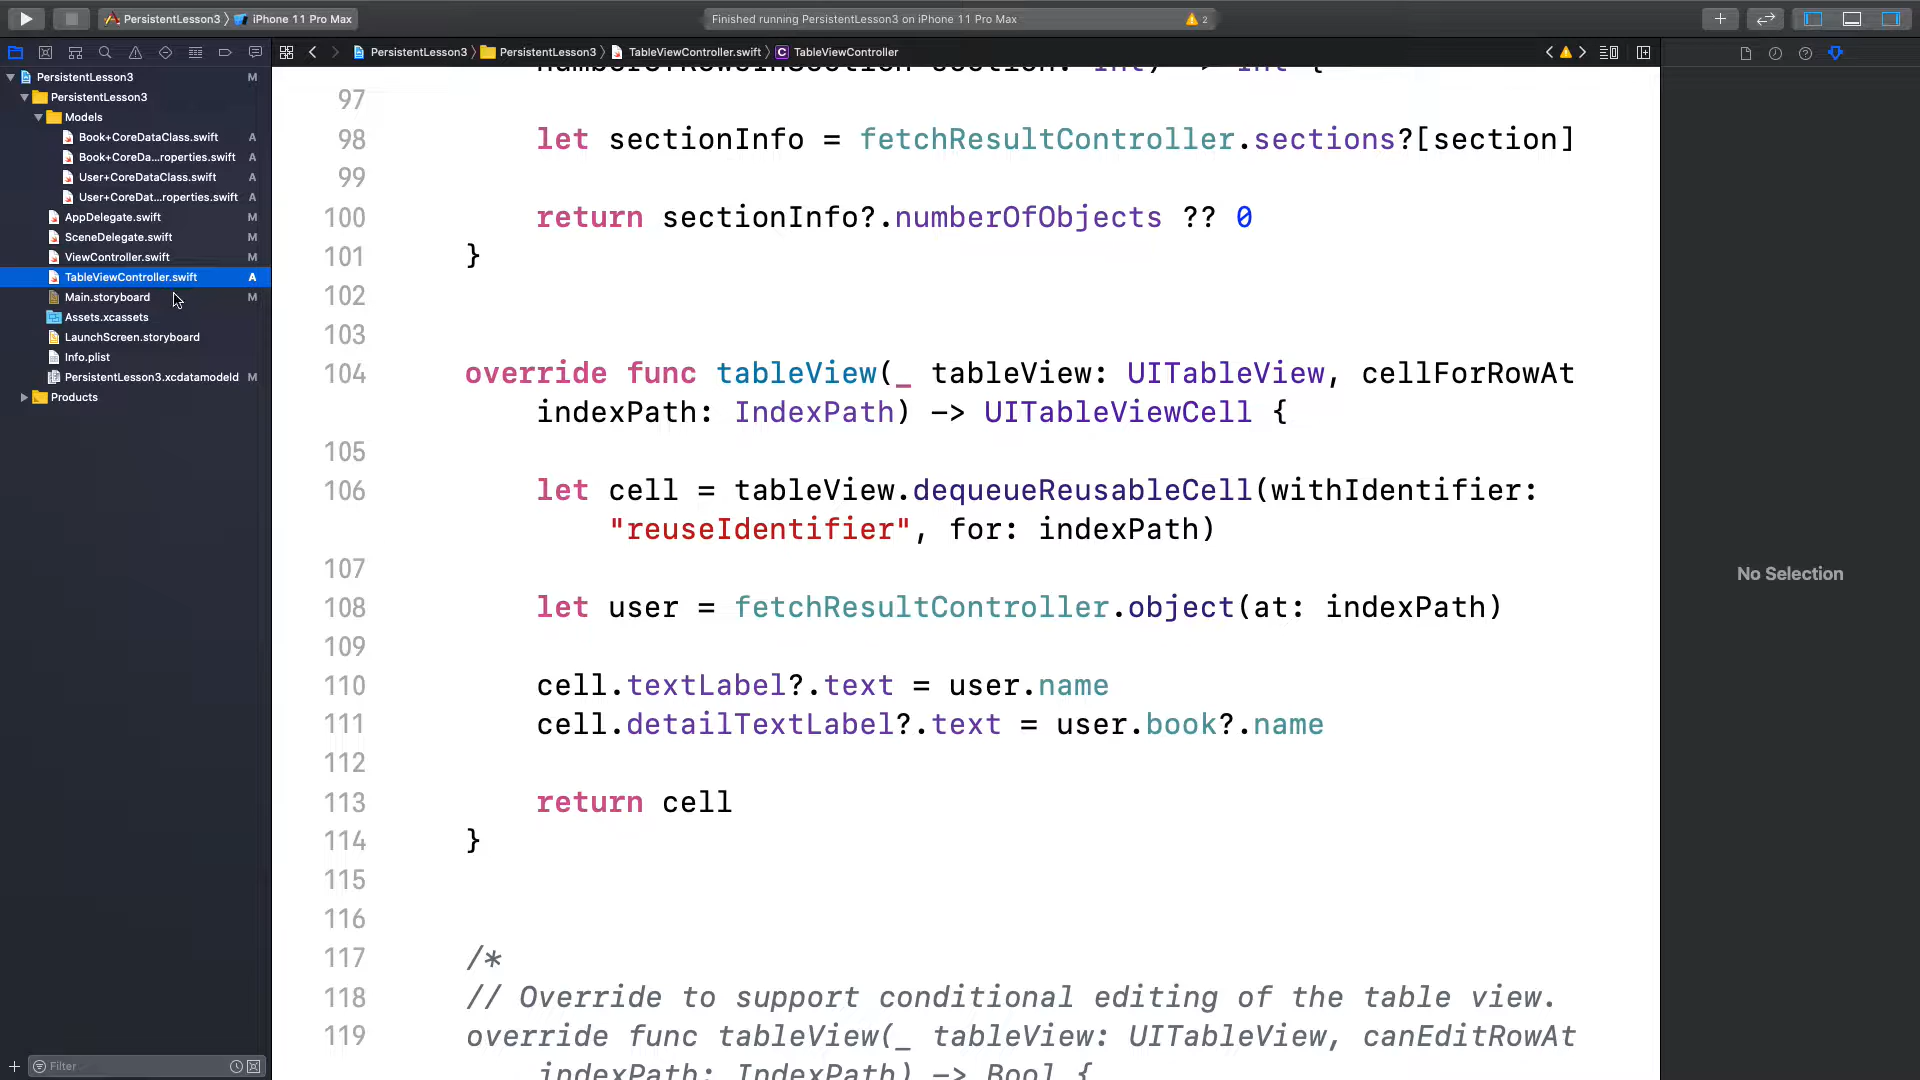 PersistentLesson3 〉 iPhone 11 Pro Max
Finished running PersistentLesson3 on iPhone 11 Pro Max
2
PersistentLesson3 〉 PersistentLesson3 〉 TableViewController.swift 〉 C TableViewController
PersistentLesson3 M
PersistentLesson3
Models
Book+CoreDataClass.swift A
Book+CoreDa...roperties.swift A
User+CoreDataClass.swift A
User+CoreDat...roperties.swift A
AppDelegate.swift M
SceneDelegate.swift M
ViewController.swift M
TableViewController.swift A
Main.storyboard M
Assets.xcassets
LaunchScreen.storyboard
Info.plist
PersistentLesson3.xcdatamodeld M
Products
Filter
numberOfRowsInSection section: Int) -> Int {
97
98 let sectionInfo = fetchResultController.sections?[section]
99
100 return sectionInfo?.numberOfObjects ?? 0
101 }
102
103
104 override func tableView(_ tableView: UITableView, cellForRowAt
indexPath: IndexPath) -> UITableViewCell {
105
106 let cell = tableView.dequeueReusableCell(withIdentifier:
"reuseIdentifier", for: indexPath)
107
108 let user = fetchResultController.object(at: indexPath)
109
110 cell.textLabel?.text = user.name
111 cell.detailTextLabel?.text = user.book?.name
112
113 return cell
114 }
115
116
117 /*
118 // Override to support conditional editing of the table view.
119 override func tableView(_ tableView: UITableView, canEditRowAt
indexPath: IndexPath) -> Bool {
No Selection